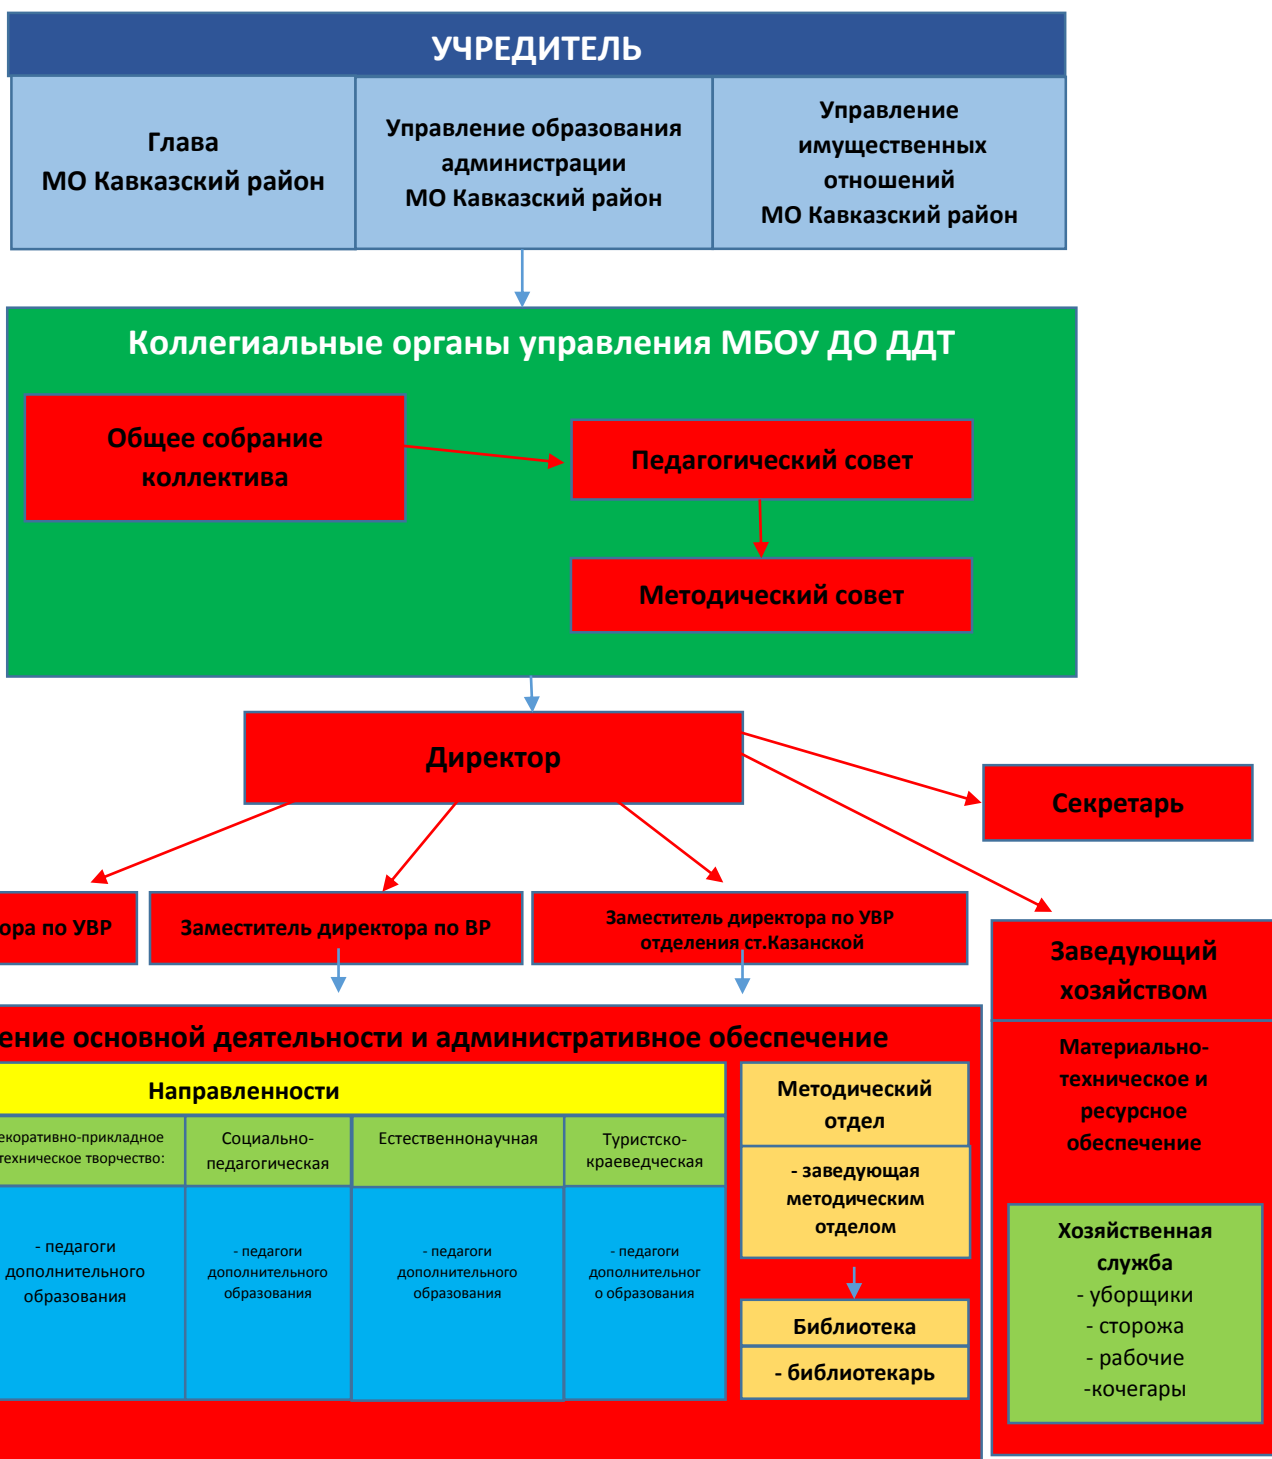 УЧРЕДИТЕЛЬ
Глава
МО Кавказский район
Управление образования
администрации
МО Кавказский район
Управление
имущественных
отношений
МО Кавказский район
Коллегиальные органы управления МБОУ ДО ДДТ
Общее собрание
коллектива
Педагогический совет
Методический совет
Директор
Секретарь
ора по УВР
Заместитель директора по ВР
Заместитель директора по УВР
отделения ст.Казанской
Заведующий
хозяйством
Материально-
техническое и
ресурсное
обеспечение
Хозяйственная
служба
- уборщики
- сторожа
- рабочие
-кочегары
ение основной деятельности и административное обеспечение
Направленности
екоративно-прикладное
техническое творчество:
Социально-
педагогическая
Естественнонаучная
Туристско-
краеведческая
- педагоги
дополнительного
образования
- педагоги
дополнительного
образования
- педагоги
дополнительного
образования
- педагоги
дополнительног
о образования
Методический
отдел
- заведующая
методическим
отделом
Библиотека
- библиотекарь